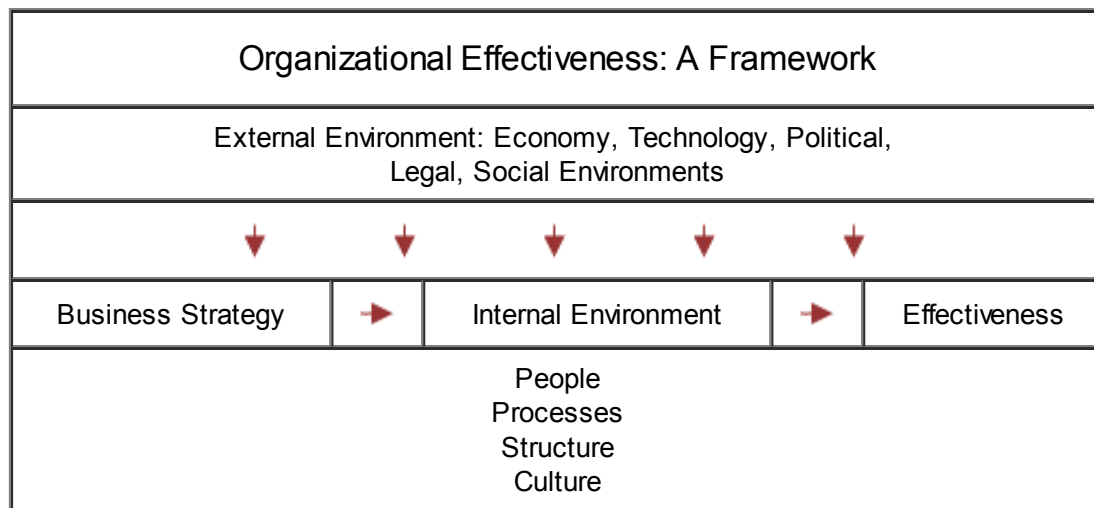 Organizational Effectiveness: A Framework
External Environment: Economy, Technology, Political,
Legal, Social Environments
Business Strategy
Internal Environment
Effectiveness
People
Processes
Structure
Culture